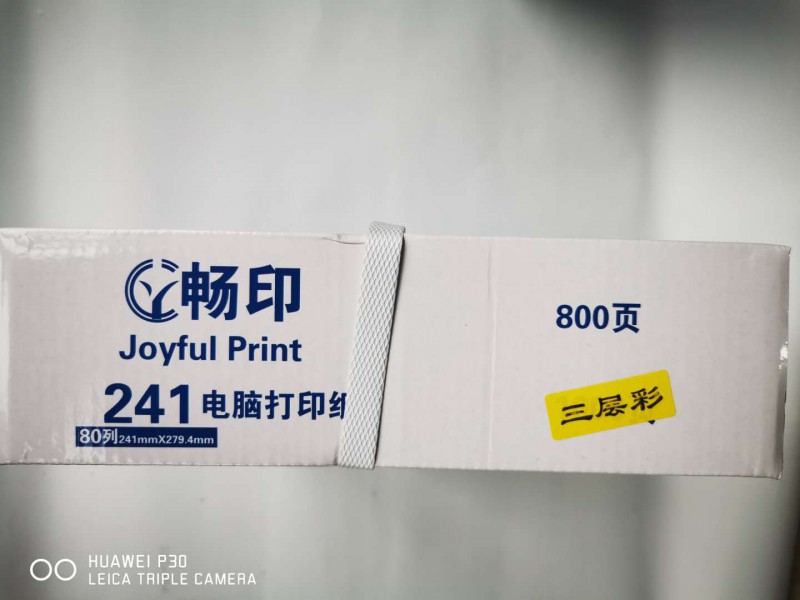 畅印
Joyful Print
241 电脑打印纸
80列 241mmX279.4mm
800页
三层彩
HUAWEI P30
LEICA TRIPLE CAMERA